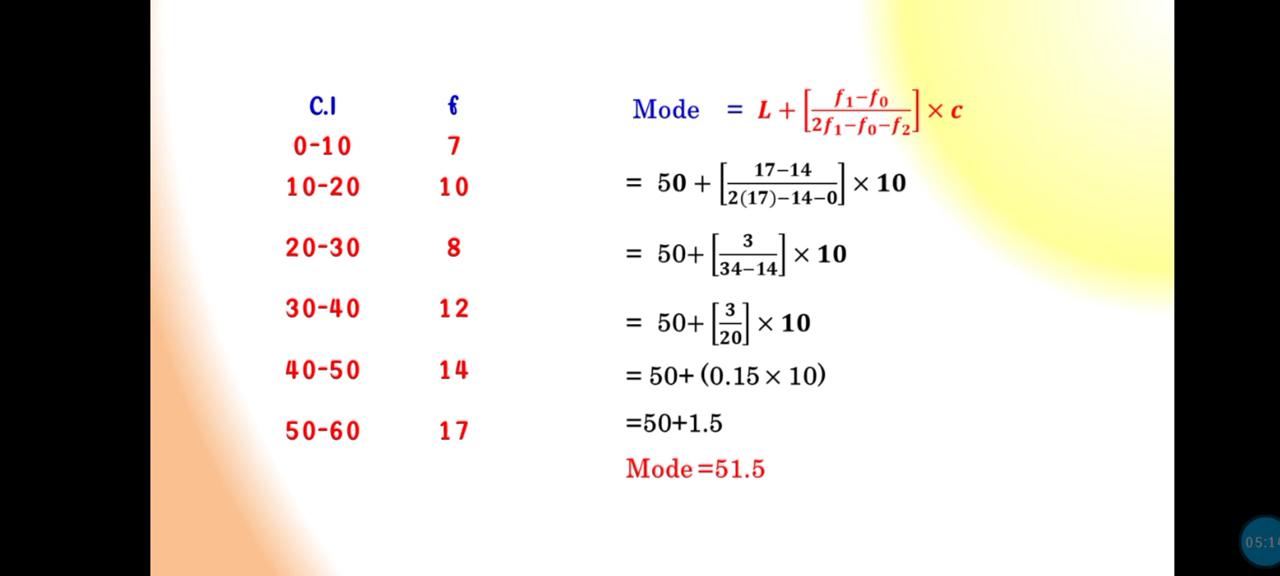 C.I f
0-10 7
10-20 10
20-30 8
30-40 12
40-50 14
50-60 17
Mode = L + [f₁−f₀ / 2f₁−f₀−f₂] × c
= 50 + [17−14 / 2(17)−14−0] × 10
= 50+ [3 / 34−14] × 10
= 50+ [3 / 20] × 10
= 50+ (0.15 × 10)
=50+1.5
Mode =51.5